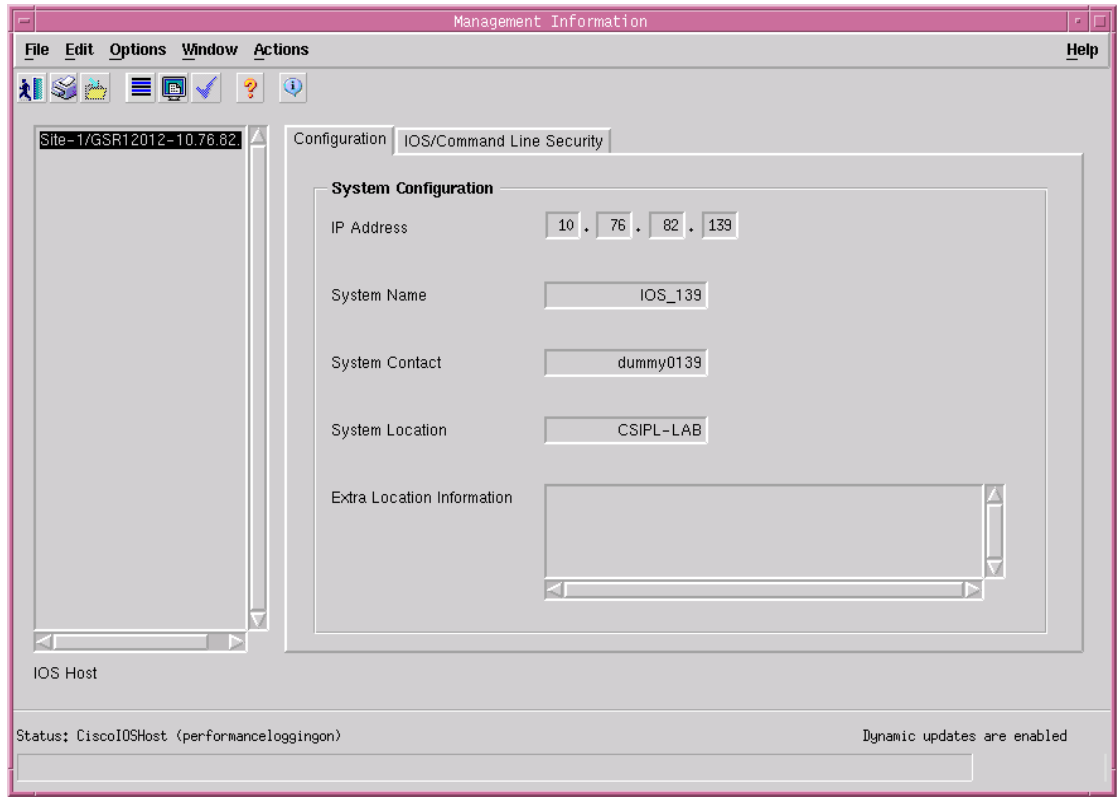 Management Information
File Edit Options Window Actions Help
Site-1/GSR12012-10.76.82.
Configuration IOS/Command Line Security
System Configuration
IP Address 10 . 76 . 82 . 139
System Name IOS_139
System Contact dummy0139
System Location CSIPL-LAB
Extra Location Information
IOS Host
Status: CiscoIOSHost (performanceloggingon) Dynamic updates are enabled